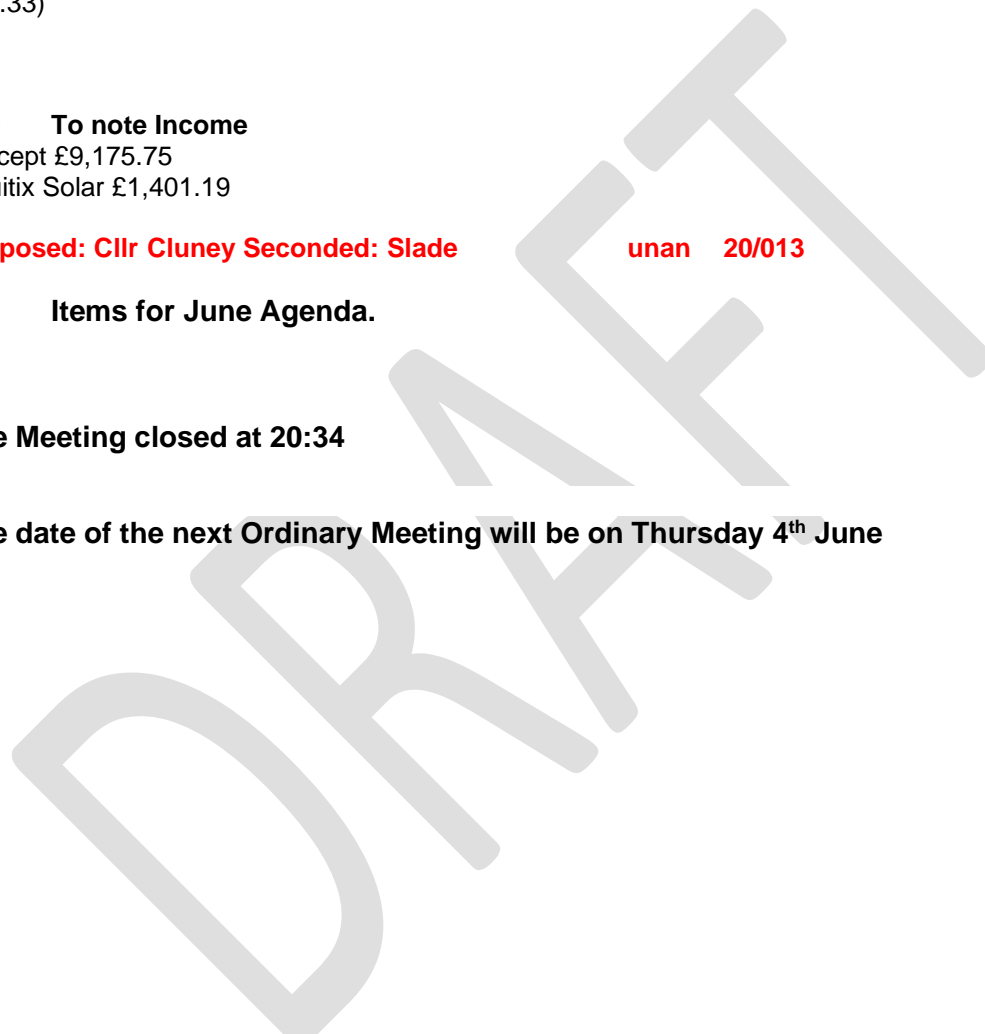 .33)
To note Income
cept £9,175.75
uitix Solar £1,401.19
posed: Cllr Cluney Seconded: Slade unan 20/013
Items for June Agenda.
e Meeting closed at 20:34
e date of the next Ordinary Meeting will be on Thursday 4th June
DRAFT